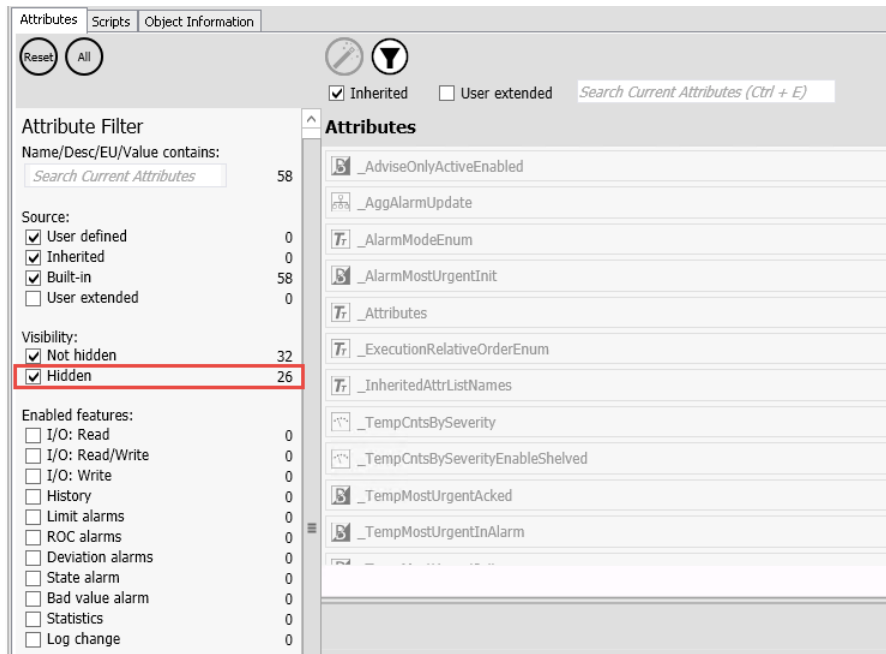 Attributes Scripts Object Information
Reset All
Inherited User extended Search Current Attributes (Ctrl + E)
Attribute Filter
Name/Desc/EU/Value contains:
Search Current Attributes 58
Source:
User defined 0
Inherited 0
Built-in 58
User extended 0
Visibility:
Not hidden 32
Hidden 26
Enabled features:
I/O: Read 0
I/O: Read/Write 0
I/O: Write 0
History 0
Limit alarms 0
ROC alarms 0
Deviation alarms 0
State alarm 0
Bad value alarm 0
Statistics 0
Log change 0
Attributes
_AdviseOnlyActiveEnabled
_AggAlarmUpdate
_AlarmModeEnum
_AlarmMostUrgentInit
_Attributes
_ExecutionRelativeOrderEnum
_InheritedAttrListNames
_TempCntsBySeverity
_TempCntsBySeverityEnableShelved
_TempMostUrgentAcked
_TempMostUrgentInAlarm